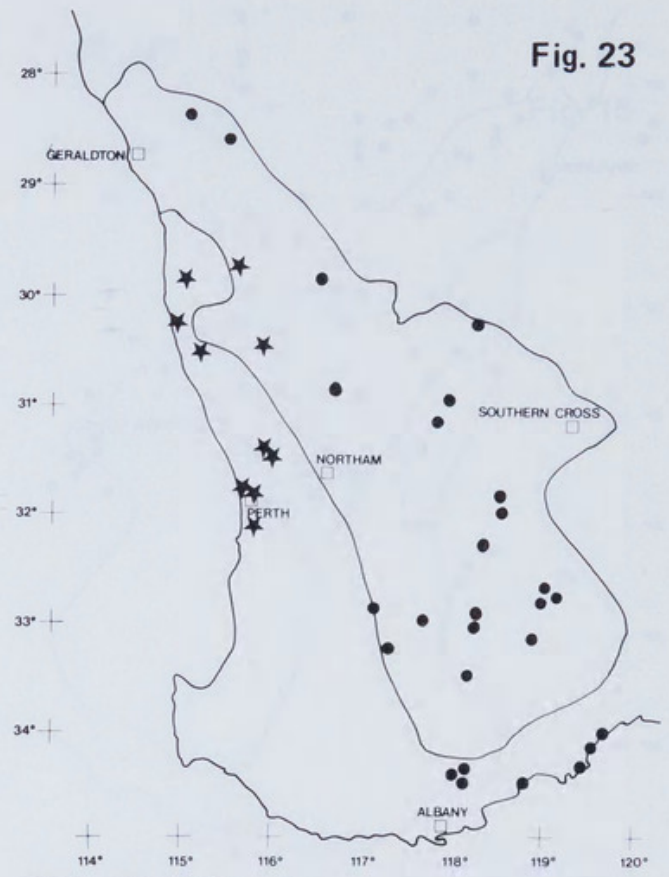 Fig. 23
28°
GERALDTON
29°
30°
31°
SOUTHERN CROSS
NORTHAM
32°
PERTH
33°
34°
ALBANY
114° 115° 116° 117° 118° 119° 120°